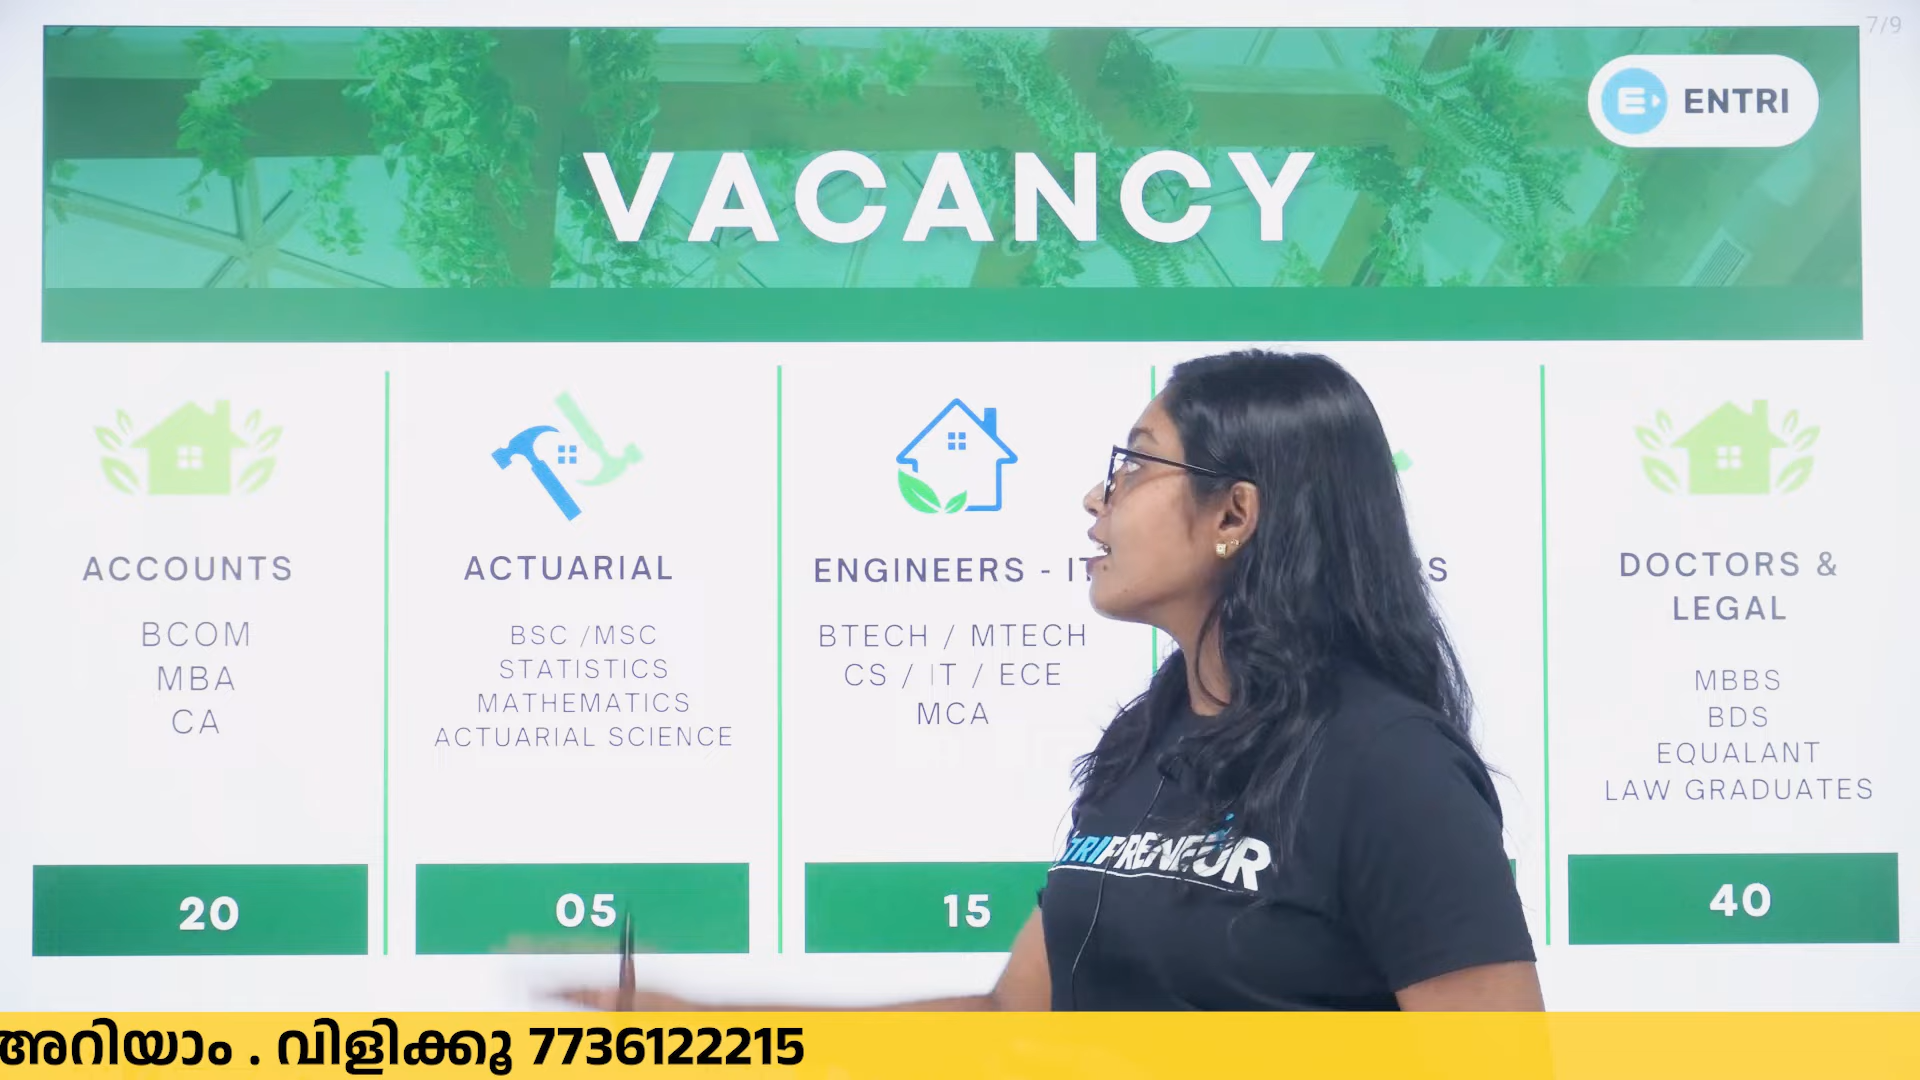 7/9
ENTRI
VACANCY
ACCOUNTS
BCOM
MBA
CA
20
ACTUARIAL
BSC /MSC
STATISTICS
MATHEMATICS
ACTUARIAL SCIENCE
05
ENGINEERS - IT
BTECH / MTECH
CS / IT / ECE
MCA
15
S
DOCTORS &
LEGAL
MBBS
BDS
EQUALANT
LAW GRADUATES
40
TRIPRENEUR
അറിയാം . വിളിക്കൂ 7736122215